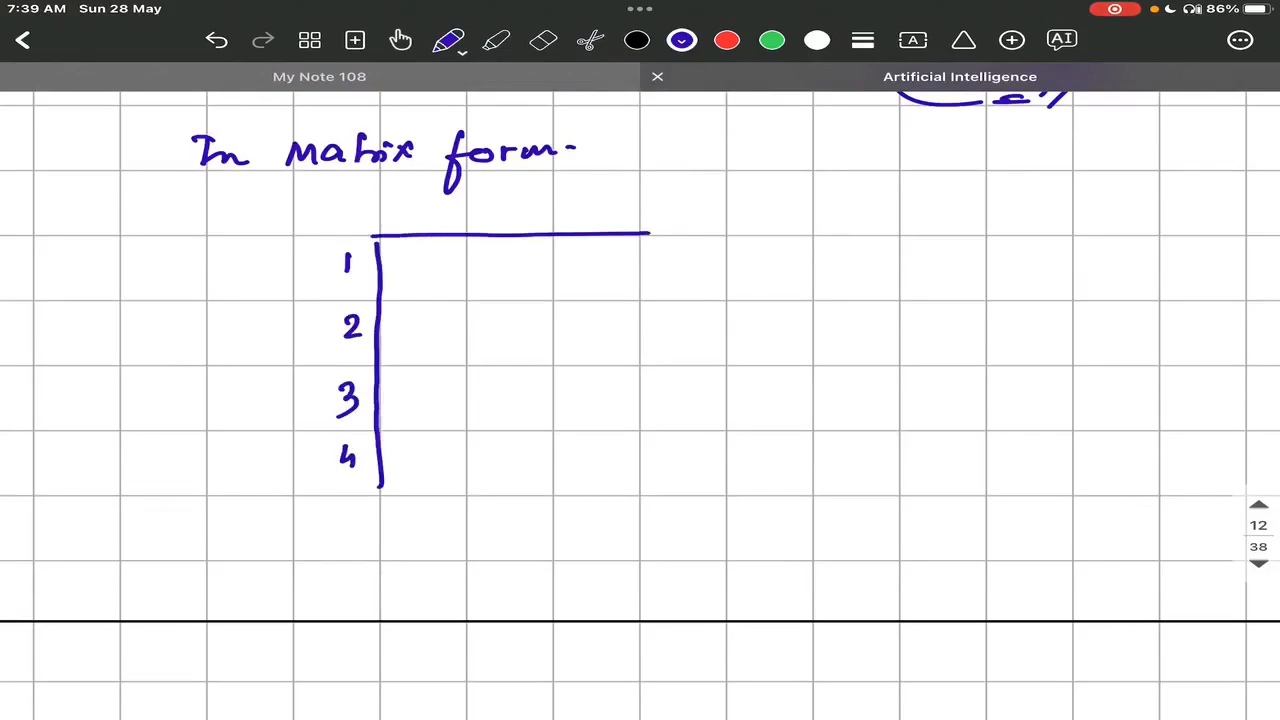 7:39 AM Sun 28 May
86%
A
AI
My Note 108
Artificial Intelligence
In Matrix form-
1
2
3
4
12
38